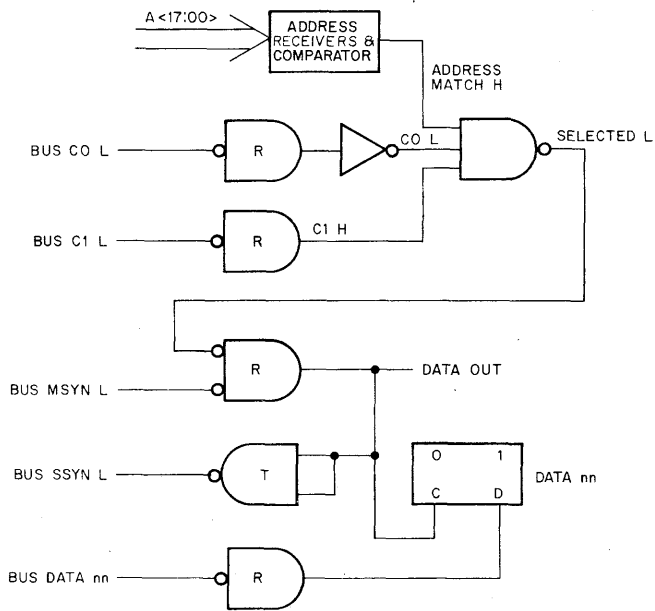 A <17:00>
ADDRESS
RECEIVERS &
COMPARATOR
ADDRESS
MATCH H
BUS CO L
R
CO L
SELECTED L
BUS C1 L
R
C1 H
R
DATA OUT
BUS MSYN L
O 1
BUS SSYN L
T
DATA nn
C D
BUS DATA nn
R